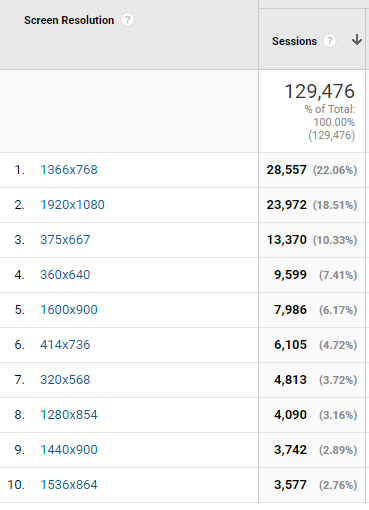 Screen Resolution ?
Sessions ?
129,476
% of Total:
100.00%
(129,476)
1. 1366x768 28,557 (22.06%)
2. 1920x1080 23,972 (18.51%)
3. 375x667 13,370 (10.33%)
4. 360x640 9,599 (7.41%)
5. 1600x900 7,986 (6.17%)
6. 414x736 6,105 (4.72%)
7. 320x568 4,813 (3.72%)
8. 1280x854 4,090 (3.16%)
9. 1440x900 3,742 (2.89%)
10. 1536x864 3,577 (2.76%)